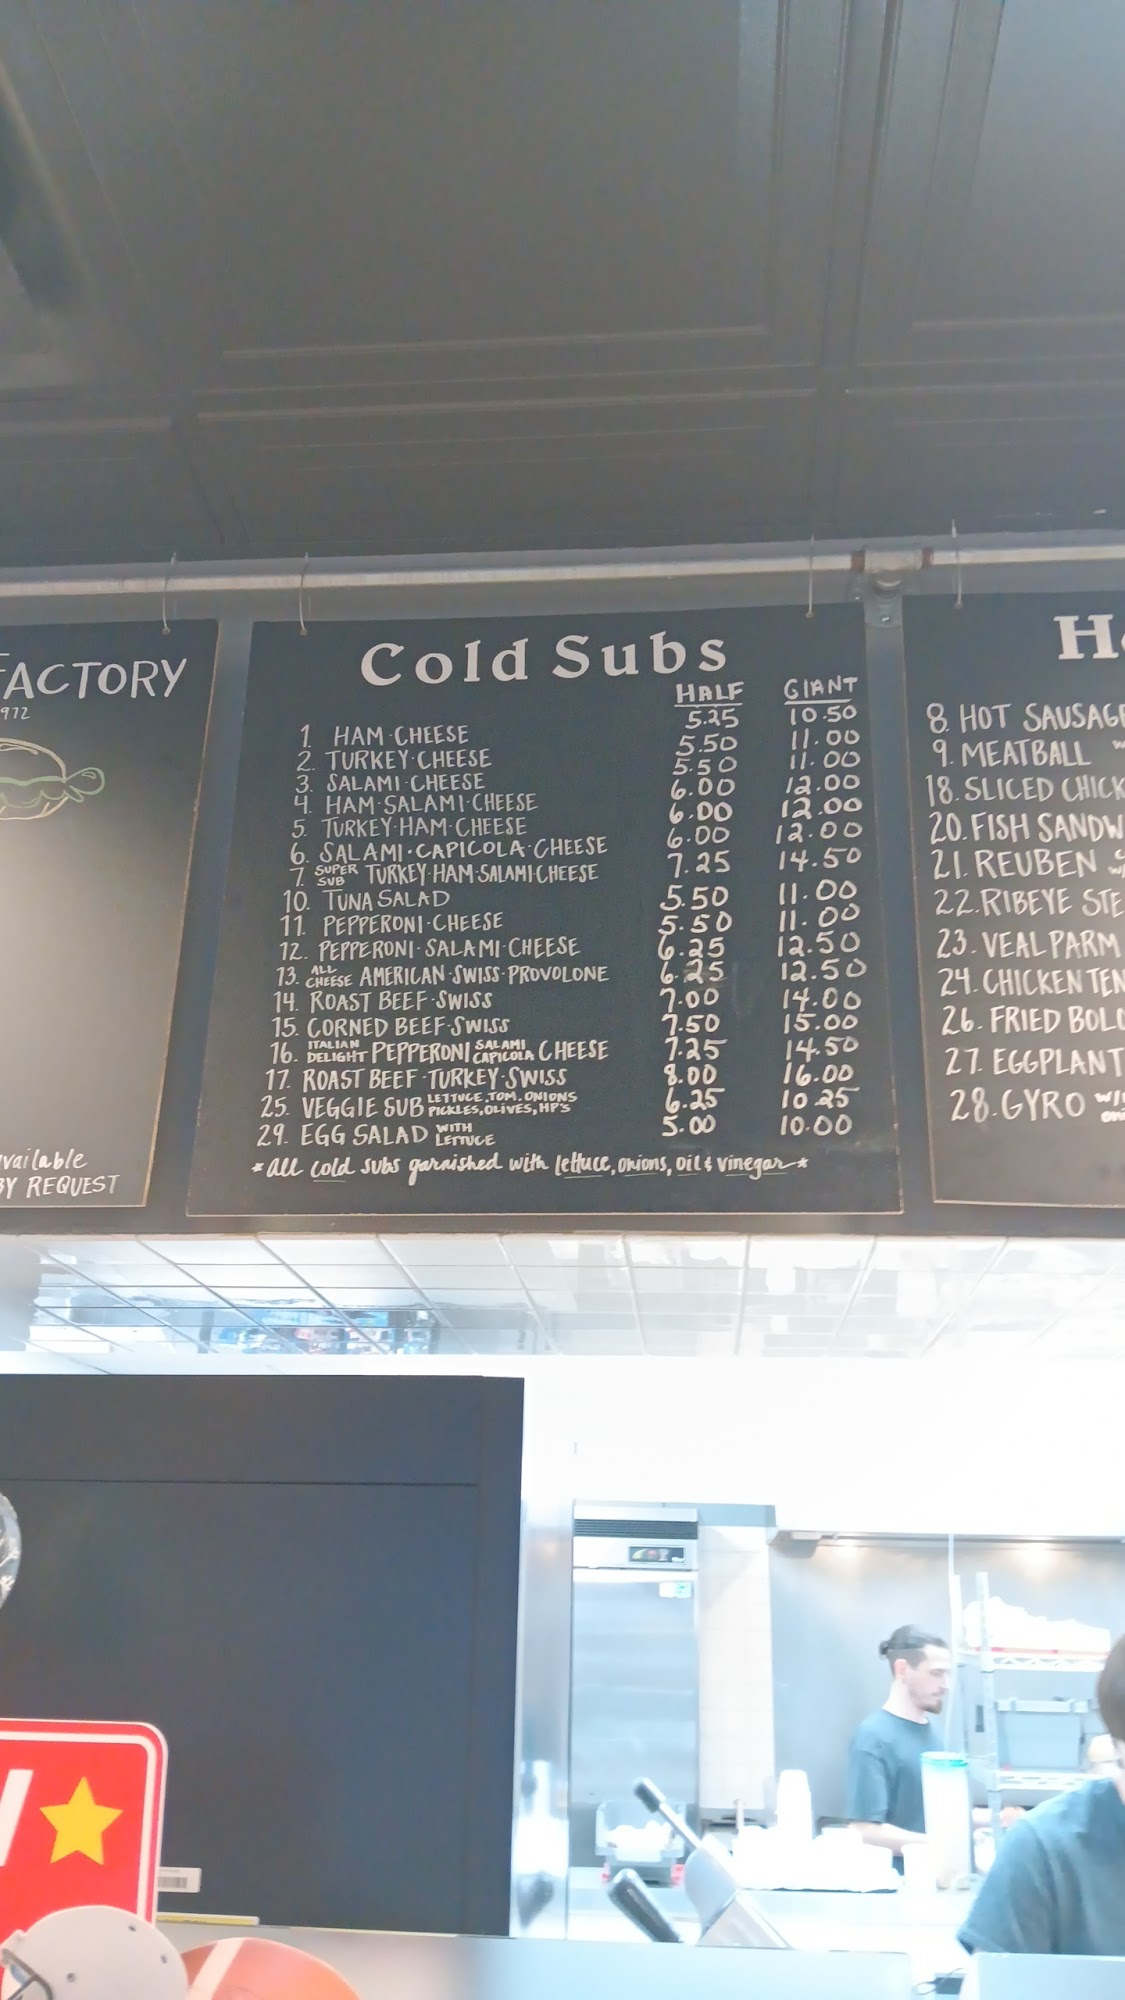 FACTORY
1972
vailable
BY REQUEST
Cold Subs
HALF GIANT
1. HAM·CHEESE 5.25 10.50
2. TURKEY·CHEESE 5.50 11.00
3. SALAMI·CHEESE 5.50 11.00
4. HAM·SALAMI·CHEESE 6.00 12.00
5. TURKEY·HAM·CHEESE 6.00 12.00
6. SALAMI·CAPICOLA·CHEESE 6.00 12.00
7. SUPER SUB TURKEY·HAM·SALAMI·CHEESE 7.25 14.50
10. TUNA SALAD 5.50 11.00
11. PEPPERONI·CHEESE 5.50 11.00
12. PEPPERONI·SALAMI·CHEESE 6.25 12.50
13. ALL CHEESE AMERICAN·SWISS·PROVOLONE 6.25 12.50
14. ROAST BEEF·SWISS 7.00 14.00
15. CORNED BEEF·SWISS 7.50 15.00
16. ITALIAN DELIGHT PEPPERONI SALAMI CAPICOLA CHEESE 7.25 14.50
17. ROAST BEEF·TURKEY·SWISS 8.00 16.00
25. VEGGIE SUB LETTUCE, TOM, ONIONS PICKLES, OLIVES, HP'S 6.25 10.25
29. EGG SALAD WITH LETTUCE 5.00 10.00
*all cold subs garnished with lettuce, onions, oil & vinegar*
8. HOT SAUSAGE
9. MEATBALL
18. SLICED CHICK
20. FISH SANDW
21. REUBEN
22. RIBEYE STE
23. VEAL PARM
24. CHICKEN TEN
26. FRIED BOLO
27. EGGPLANT
28. GYRO